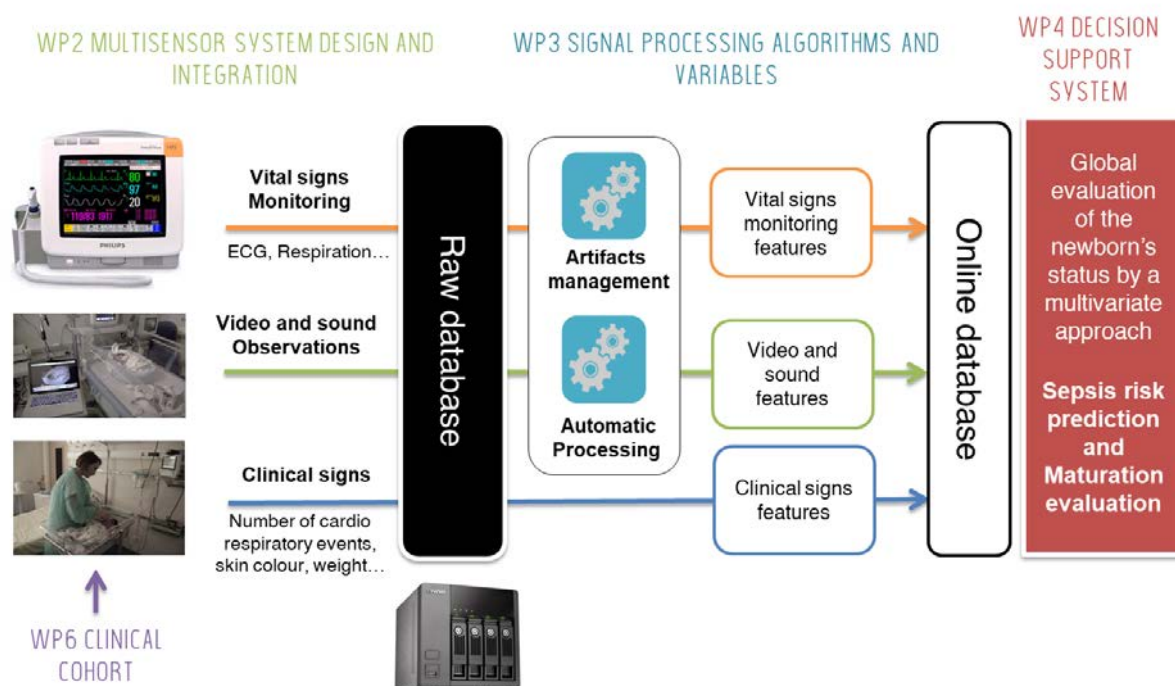 WP2 MULTISENSOR SYSTEM DESIGN AND
INTEGRATION
WP3 SIGNAL PROCESSING ALGORITHMS AND
VARIABLES
WP4 DECISION
SUPPORT
SYSTEM
80
97
20
PHILIPS
Vital signs
Monitoring
ECG, Respiration…
Video and sound
Observations
Clinical signs
Number of cardio
respiratory events,
skin colour, weight…
Raw database
Artifacts
management
Automatic
Processing
Vital signs
monitoring
features
Video and
sound
features
Clinical signs
features
Online database
Global
evaluation
of the
newborn's
status by a
multivariate
approach
Sepsis risk
prediction
and
Maturation
evaluation
WP6 CLINICAL
COHORT